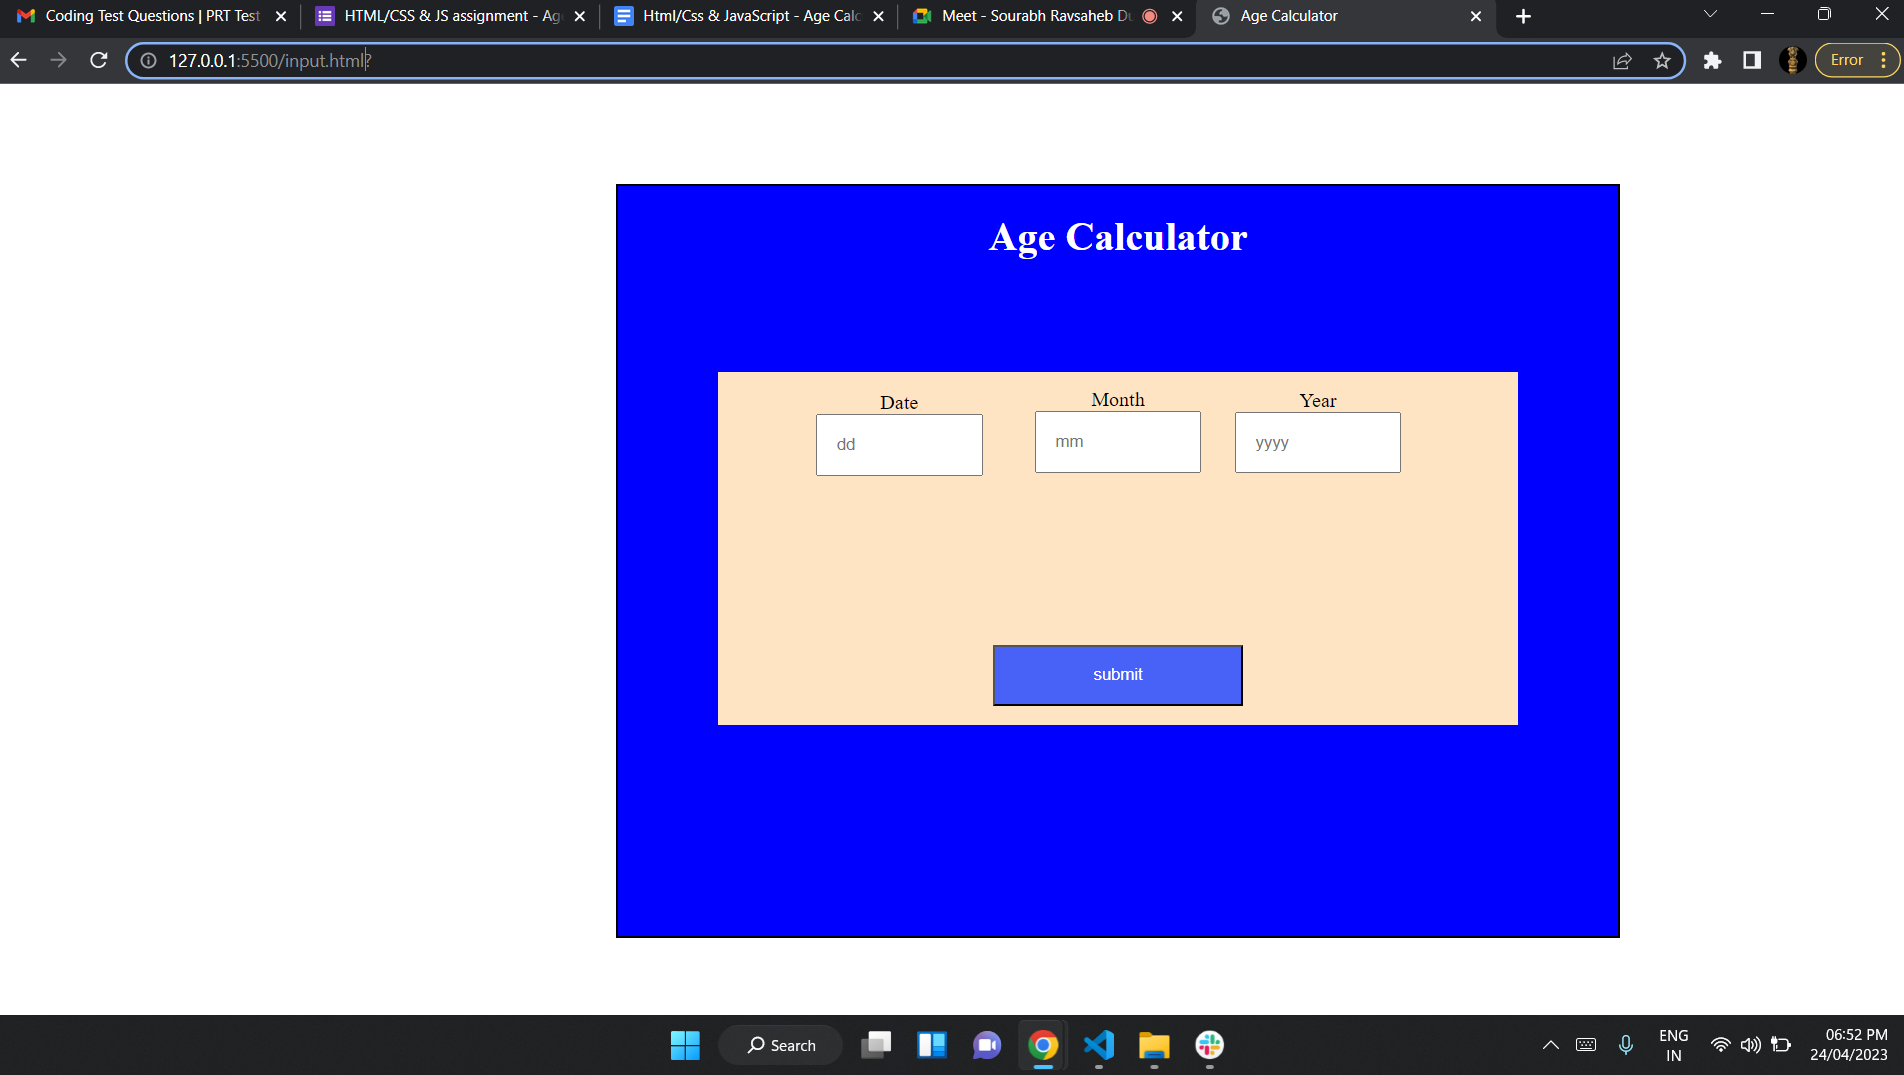 Coding Test Questions | PRT Test
HTML/CSS & JS assignment - Ag
Html/Css & JavaScript - Age Calc
Meet - Sourabh Ravsaheb Du
Age Calculator
127.0.0.1:5500/input.html?
Error
Age Calculator
Date Month Year
dd mm yyyy
submit
Search
ENG
IN
06:52 PM
24/04/2023